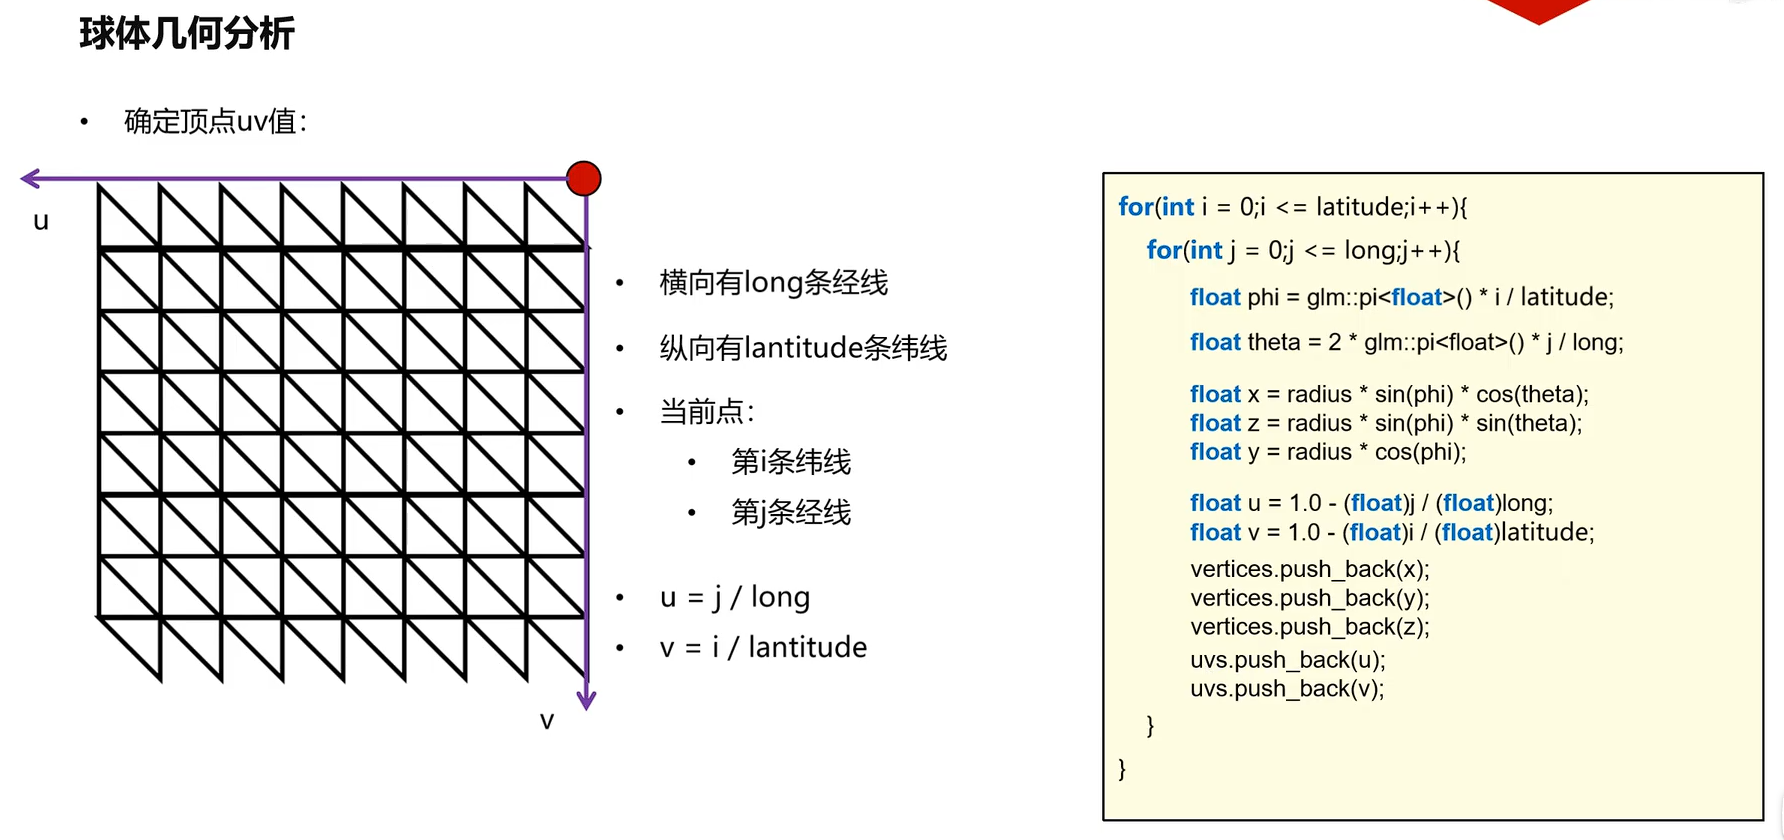 球体几何分析
• 确定顶点uv值：
u
v
• 横向有long条经线
• 纵向有lantitude条纬线
• 当前点：
• 第i条纬线
• 第j条经线
• u = j / long
• v = i / lantitude
for(int i = 0;i <= latitude;i++){
for(int j = 0;j <= long;j++){
float phi = glm::pi<float>() * i / latitude;
float theta = 2 * glm::pi<float>() * j / long;
float x = radius * sin(phi) * cos(theta);
float z = radius * sin(phi) * sin(theta);
float y = radius * cos(phi);
float u = 1.0 - (float)j / (float)long;
float v = 1.0 - (float)i / (float)latitude;
vertices.push_back(x);
vertices.push_back(y);
vertices.push_back(z);
uvs.push_back(u);
uvs.push_back(v);
}
}